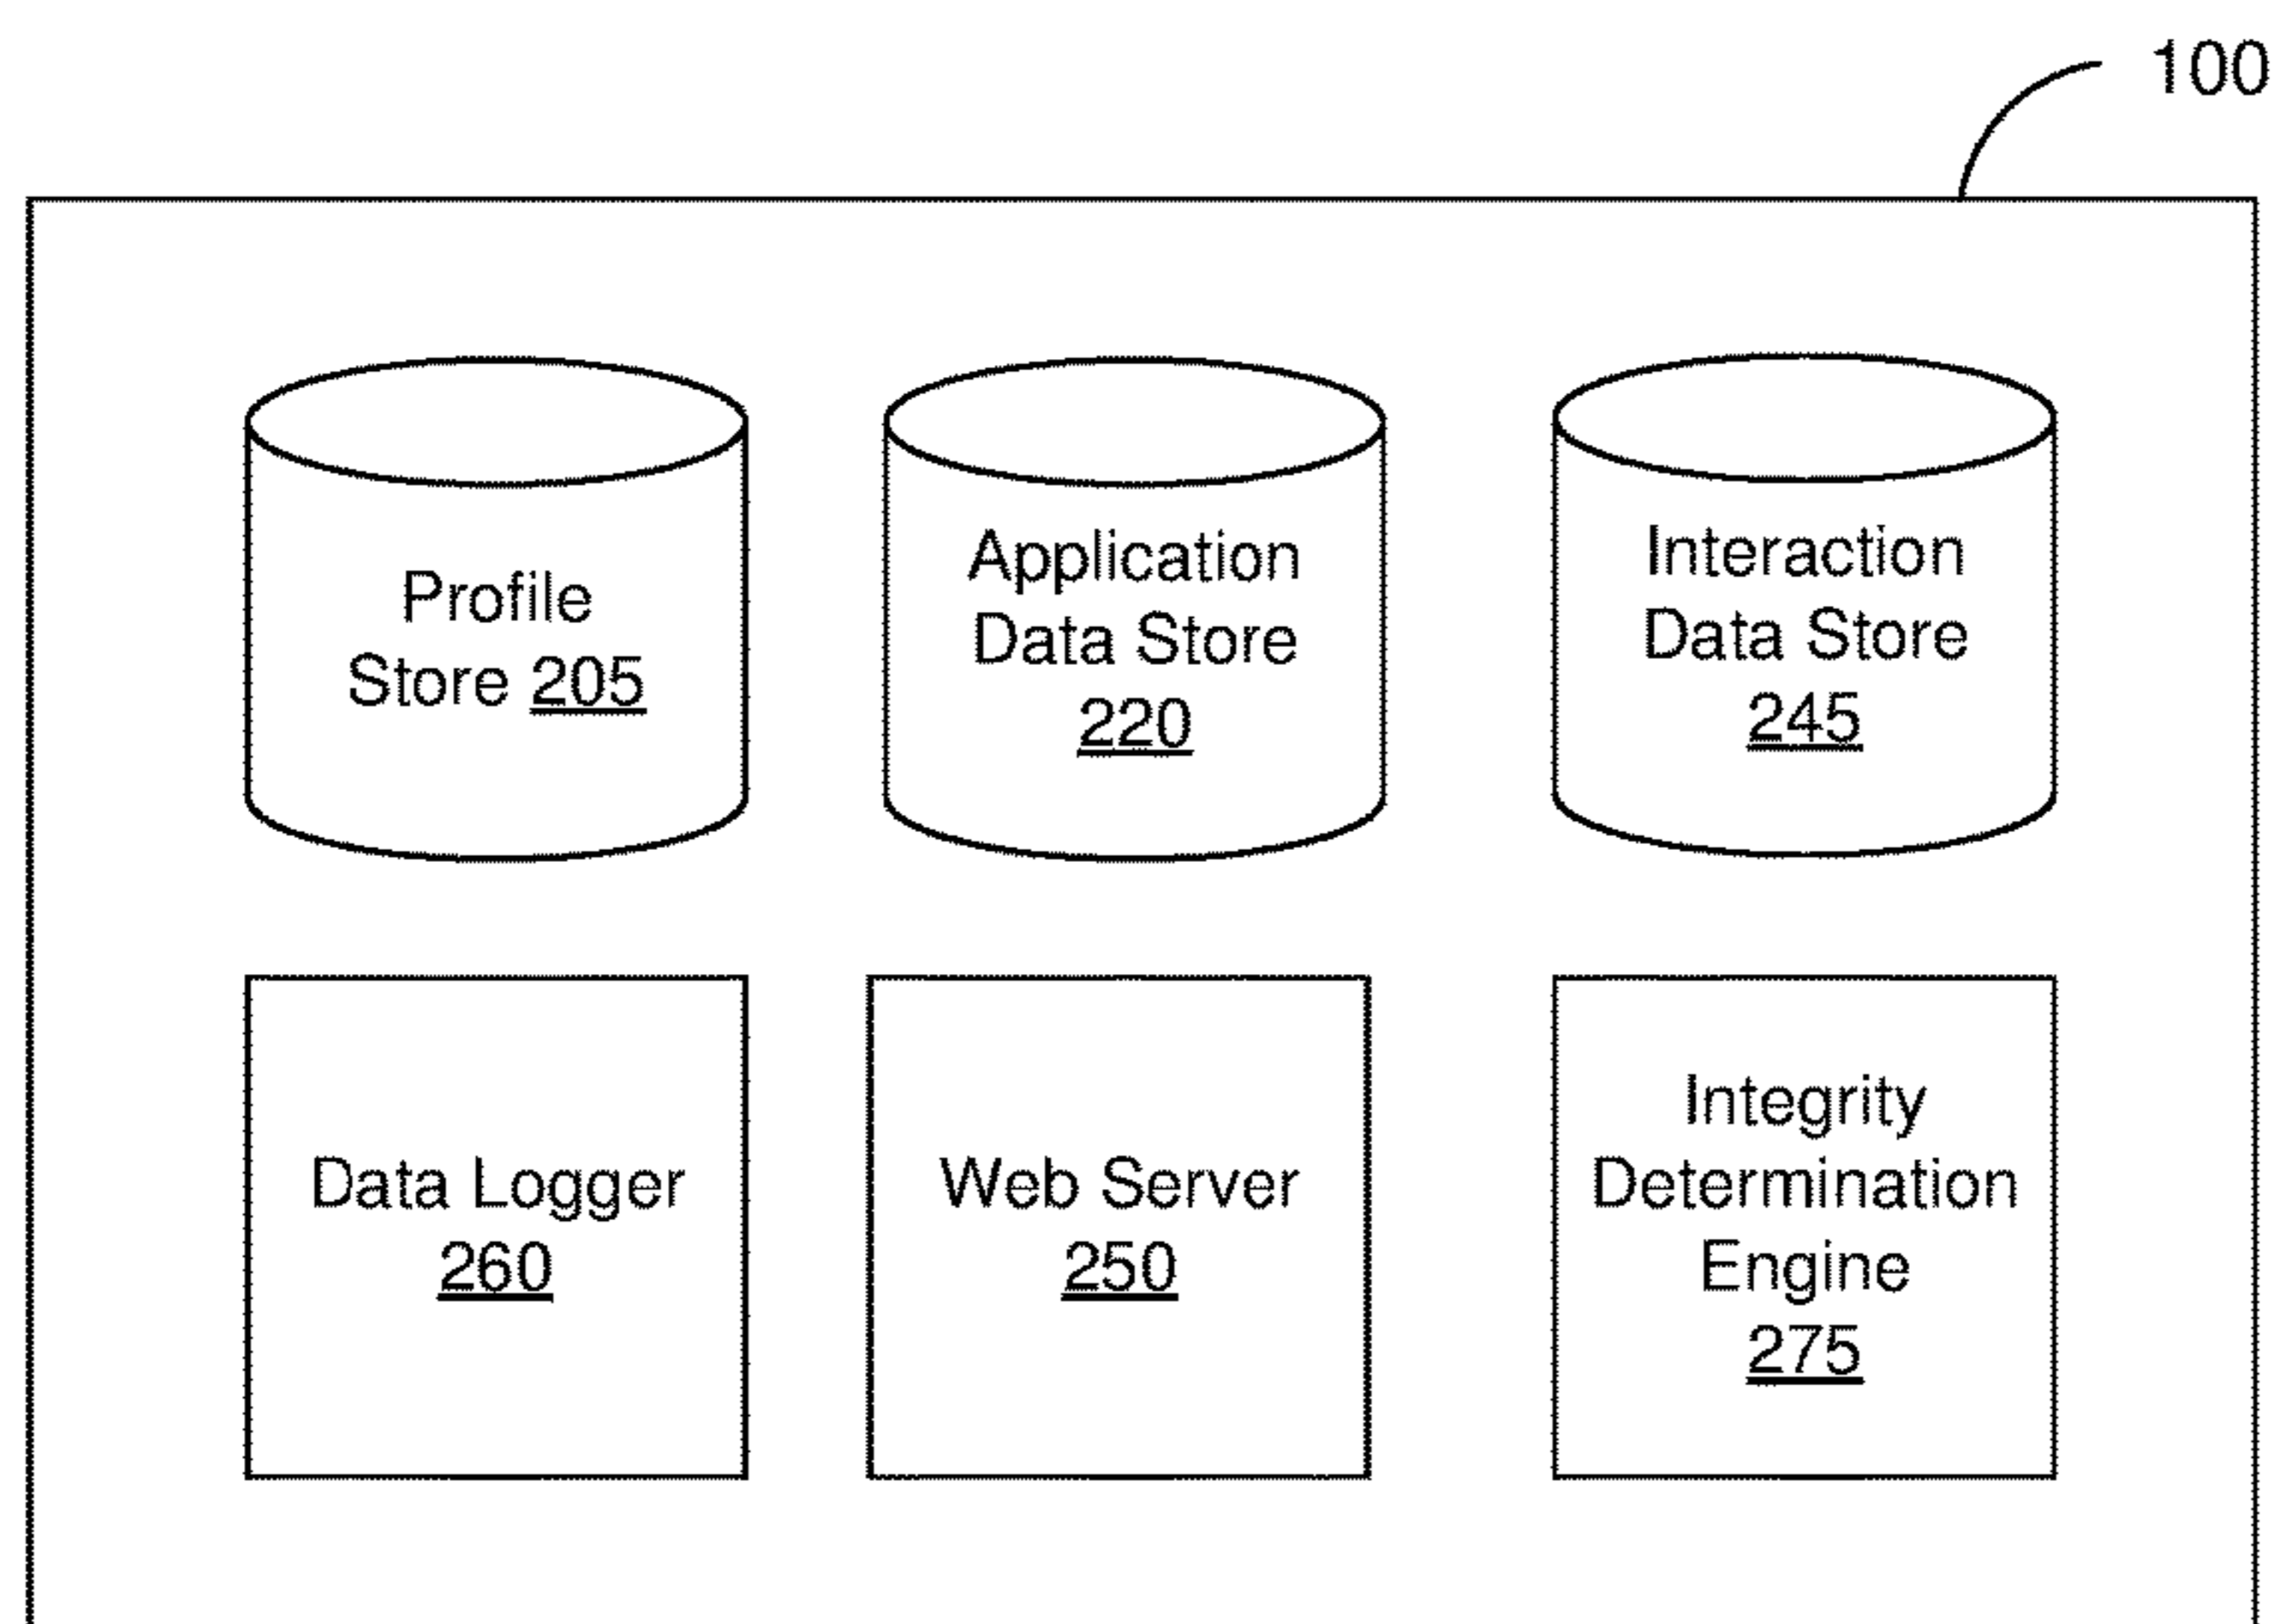 100
Profile
Store 205
Application
Data Store
220
Interaction
Data Store
245
Data Logger
260
Web Server
250
Integrity
Determination
Engine
275